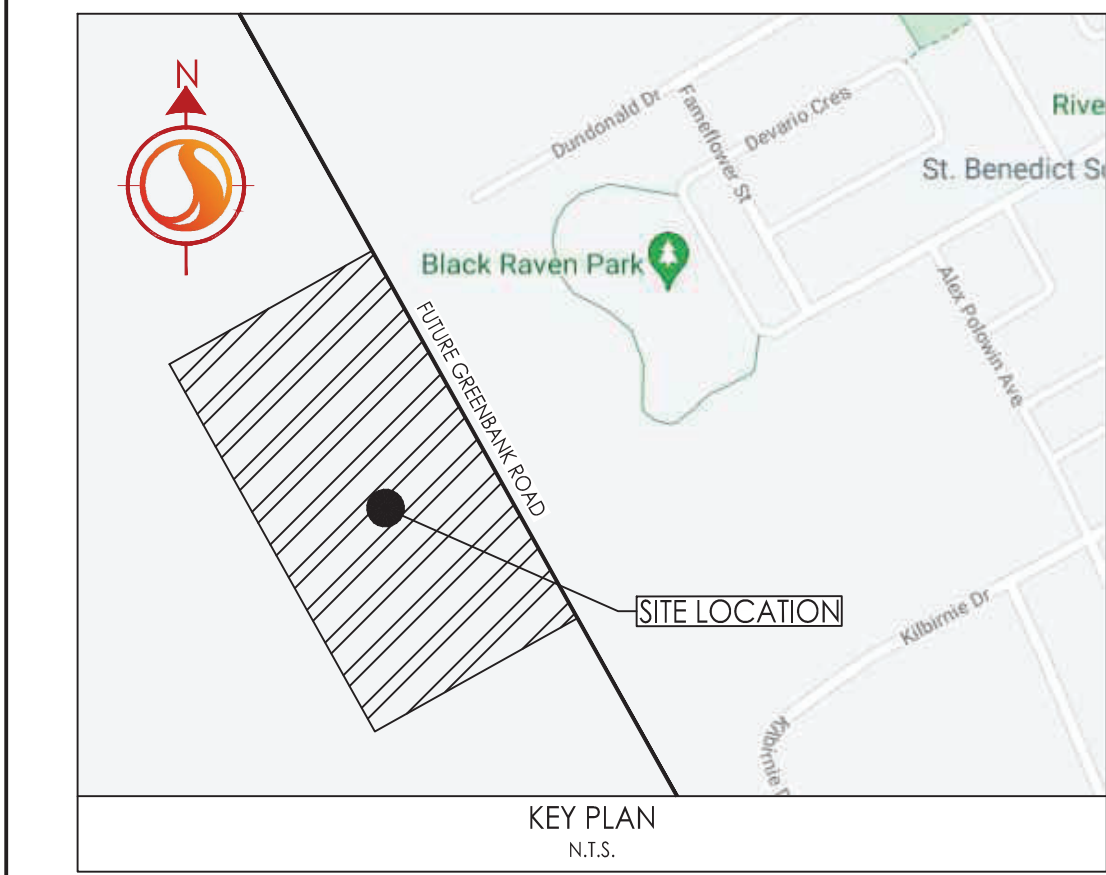 N
Dundonald Dr
Fameflower St
Devario Cres
Rive
St. Benedict S
Black Raven Park
FUTURE GREENBANK ROAD
Alex Polowin Ave
SITE LOCATION
Kilbirnie Dr
Kilbirnie D
KEY PLAN
N.T.S.